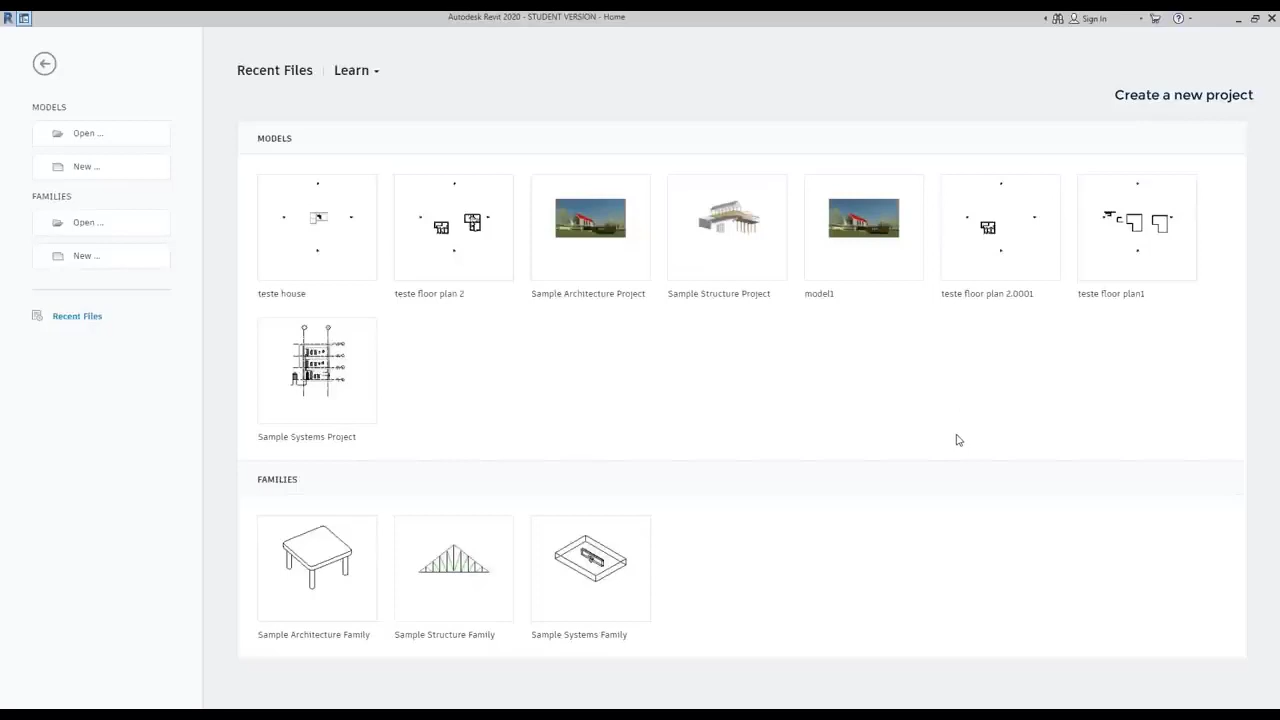 Autodesk Revit 2020 - STUDENT VERSION - Home
Sign In
Recent Files
Learn
Create a new project
MODELS
Open ...
New ...
FAMILIES
Open ...
New ...
Recent Files
MODELS
teste house
teste floor plan 2
Sample Architecture Project
Sample Structure Project
model1
teste floor plan 2.0001
teste floor plan1
Sample Systems Project
FAMILIES
Sample Architecture Family
Sample Structure Family
Sample Systems Family